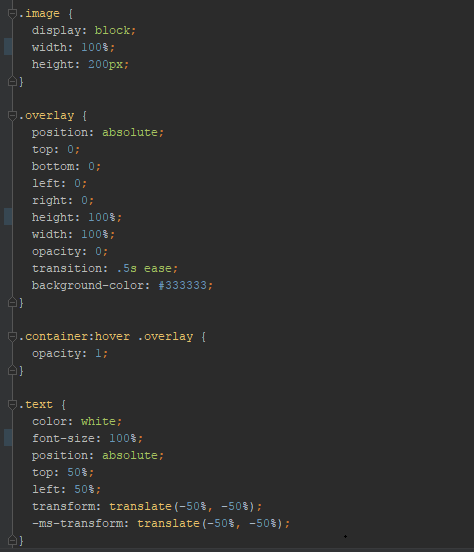 .image {
display: block;
width: 100%;
height: 200px;
}
.overlay {
position: absolute;
top: 0;
bottom: 0;
left: 0;
right: 0;
height: 100%;
width: 100%;
opacity: 0;
transition: .5s ease;
background-color: #333333;
}
.container:hover .overlay {
opacity: 1;
}
.text {
color: white;
font-size: 100%;
position: absolute;
top: 50%;
left: 50%;
transform: translate(-50%, -50%);
-ms-transform: translate(-50%, -50%);
}